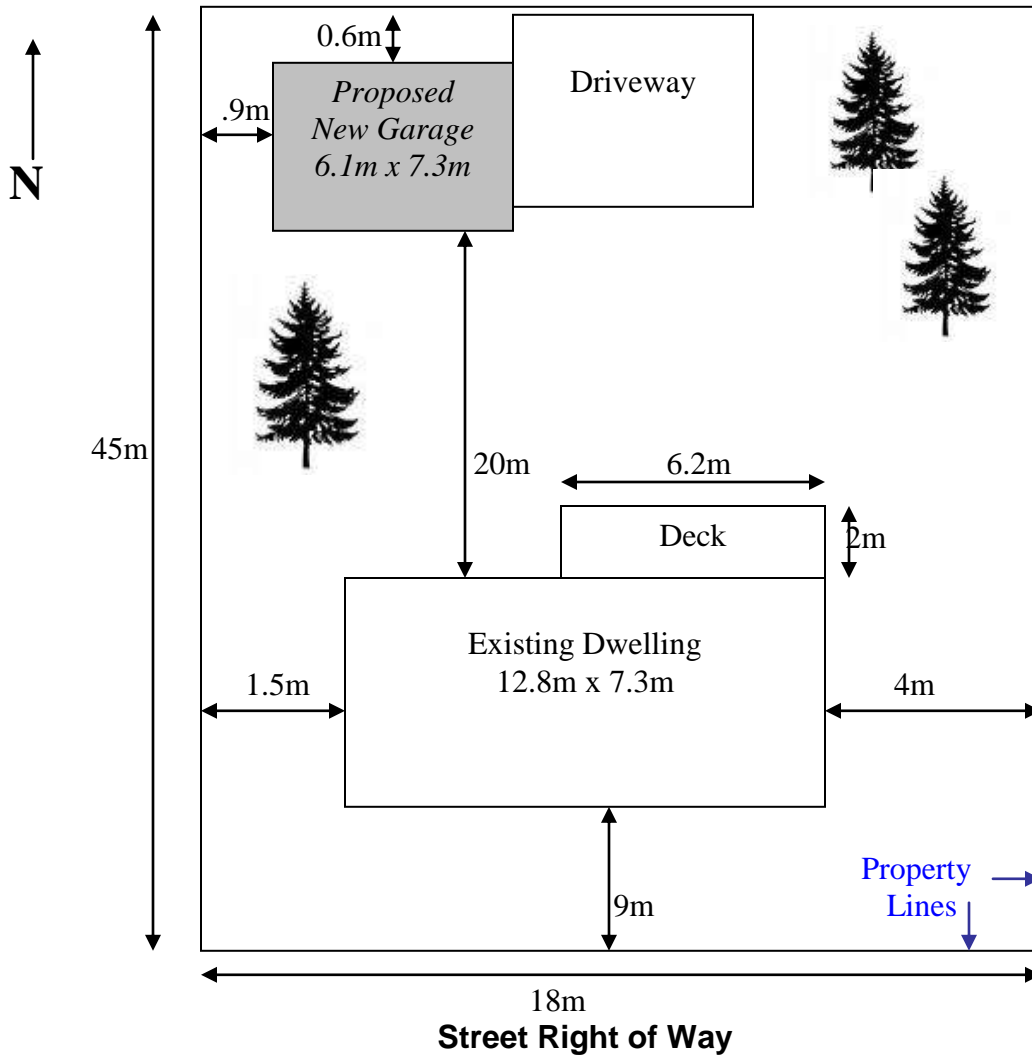 0.6m
Driveway
Proposed
New Garage
6.1m x 7.3m
.9m
N
45m
20m
6.2m
Deck
2m
Existing Dwelling
12.8m x 7.3m
1.5m
4m
Property
Lines
9m
18m
Street Right of Way